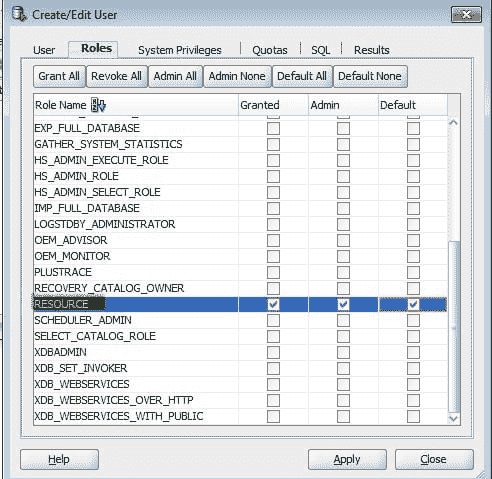 Create/Edit User
User Roles System Privileges Quotas SQL Results
Grant All Revoke All Admin All Admin None Default All Default None
Role Name Granted Admin Default
EXP_FULL_DATABASE
GATHER_SYSTEM_STATISTICS
HS_ADMIN_EXECUTE_ROLE
HS_ADMIN_ROLE
HS_ADMIN_SELECT_ROLE
IMP_FULL_DATABASE
LOGSTDBY_ADMINISTRATOR
OEM_ADVISOR
OEM_MONITOR
PLUSTRACE
RECOVERY_CATALOG_OWNER
RESOURCE
SCHEDULER_ADMIN
SELECT_CATALOG_ROLE
XDBADMIN
XDB_SET_INVOKER
XDB_WEBSERVICES
XDB_WEBSERVICES_OVER_HTTP
XDB_WEBSERVICES_WITH_PUBLIC
Help Apply Close